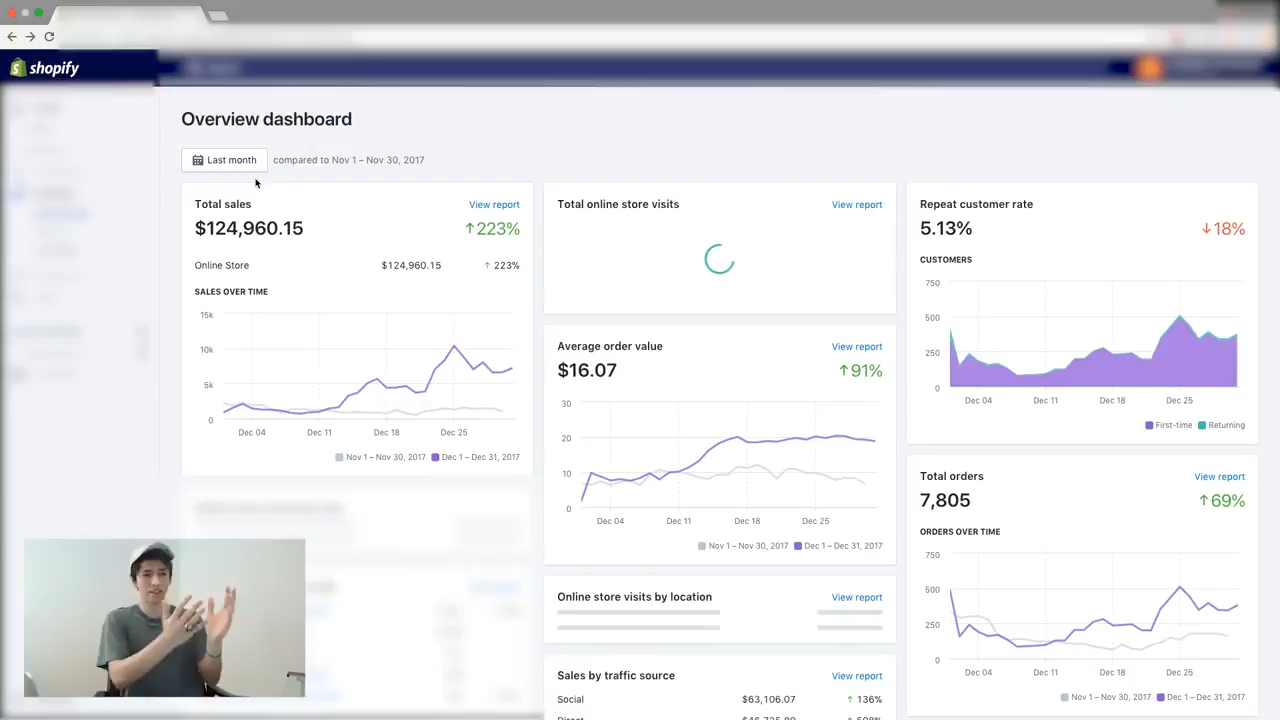 shopify
Overview dashboard
Last month compared to Nov 1 – Nov 30, 2017
Total sales View report
$124,960.15 ↑223%
Online Store $124,960.15 ↑ 223%
SALES OVER TIME
15k
10k
5k
0
Dec 04 Dec 11 Dec 18 Dec 25
Nov 1 – Nov 30, 2017 Dec 1 – Dec 31, 2017
Total online store visits View report
Average order value View report
$16.07 ↑91%
30
20
10
0
Dec 04 Dec 11 Dec 18 Dec 25
Nov 1 – Nov 30, 2017 Dec 1 – Dec 31, 2017
Online store visits by location View report
Sales by traffic source View report
Social $63,106.07 ↑ 136%
Repeat customer rate
5.13% ↓18%
CUSTOMERS
750
500
250
0
Dec 04 Dec 11 Dec 18 Dec 25
First-time Returning
Total orders View report
7,805 ↑69%
ORDERS OVER TIME
750
500
250
0
Dec 04 Dec 11 Dec 18 Dec 25
Nov 1 – Nov 30, 2017 Dec 1 – Dec 31, 2017